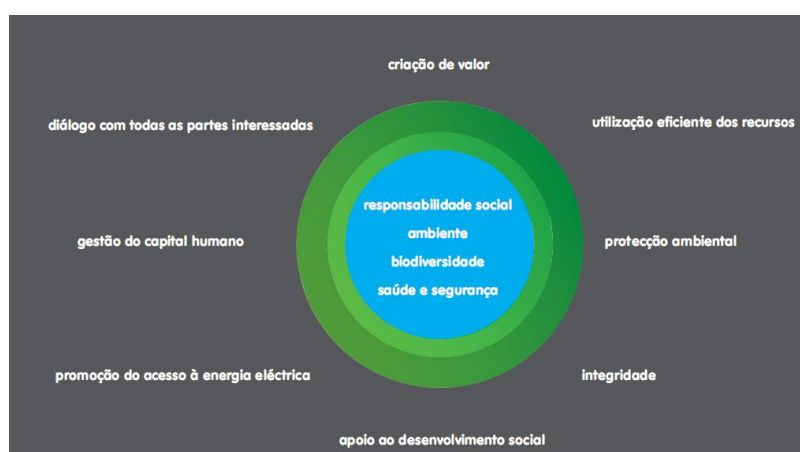 criação de valor
diálogo com todas as partes interessadas
utilização eficiente dos recursos
responsabilidade social
ambiente
biodiversidade
saúde e segurança
gestão do capital humano
protecção ambiental
promoção do acesso à energia eléctrica
integridade
apoio ao desenvolvimento social